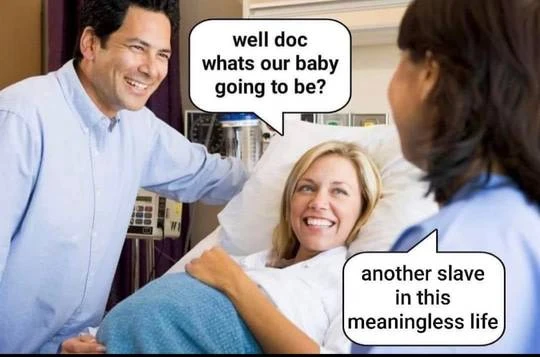 well doc
whats our baby
going to be?
another slave
in this
meaningless life